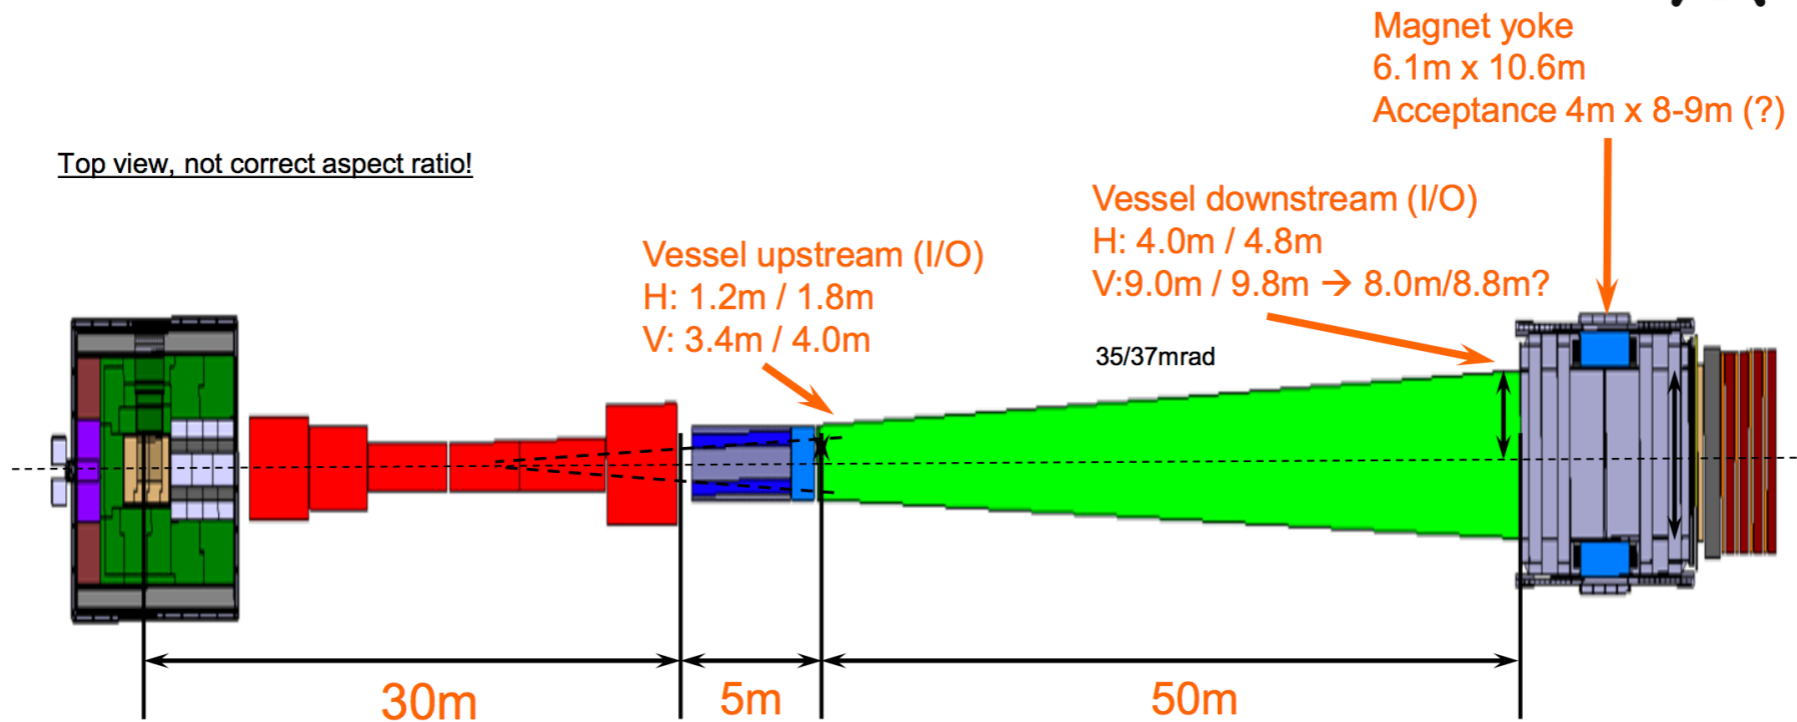 Magnet yoke
6.1m x 10.6m
Acceptance 4m x 8-9m (?)
Top view, not correct aspect ratio!
Vessel downstream (I/O)
H: 4.0m / 4.8m
V:9.0m / 9.8m → 8.0m/8.8m?
Vessel upstream (I/O)
H: 1.2m / 1.8m
V: 3.4m / 4.0m
35/37mrad
30m
5m
50m